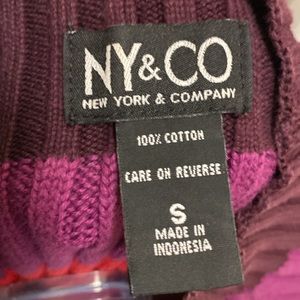 NY&CO
NEW YORK & COMPANY
100% COTTON
CARE ON REVERSE
S
MADE IN
INDONESIA